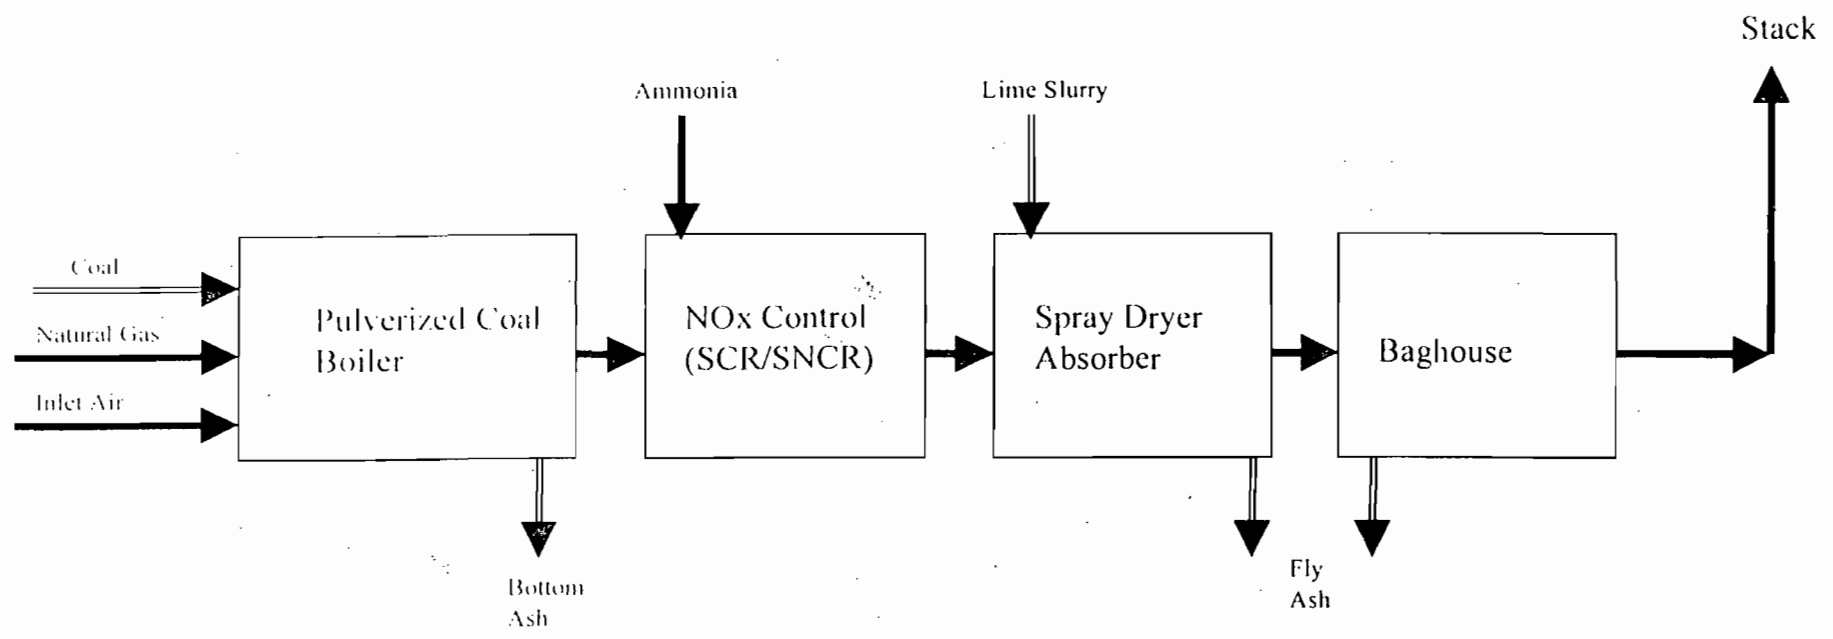 Stack
Ammonia
Lime Slurry
Coal
Natural Gas
Inlet Air
Pulverized Coal
Boiler
NOx Control
(SCR/SNCR)
Spray Dryer
Absorber
Baghouse
Bottom
Ash
Fly
Ash